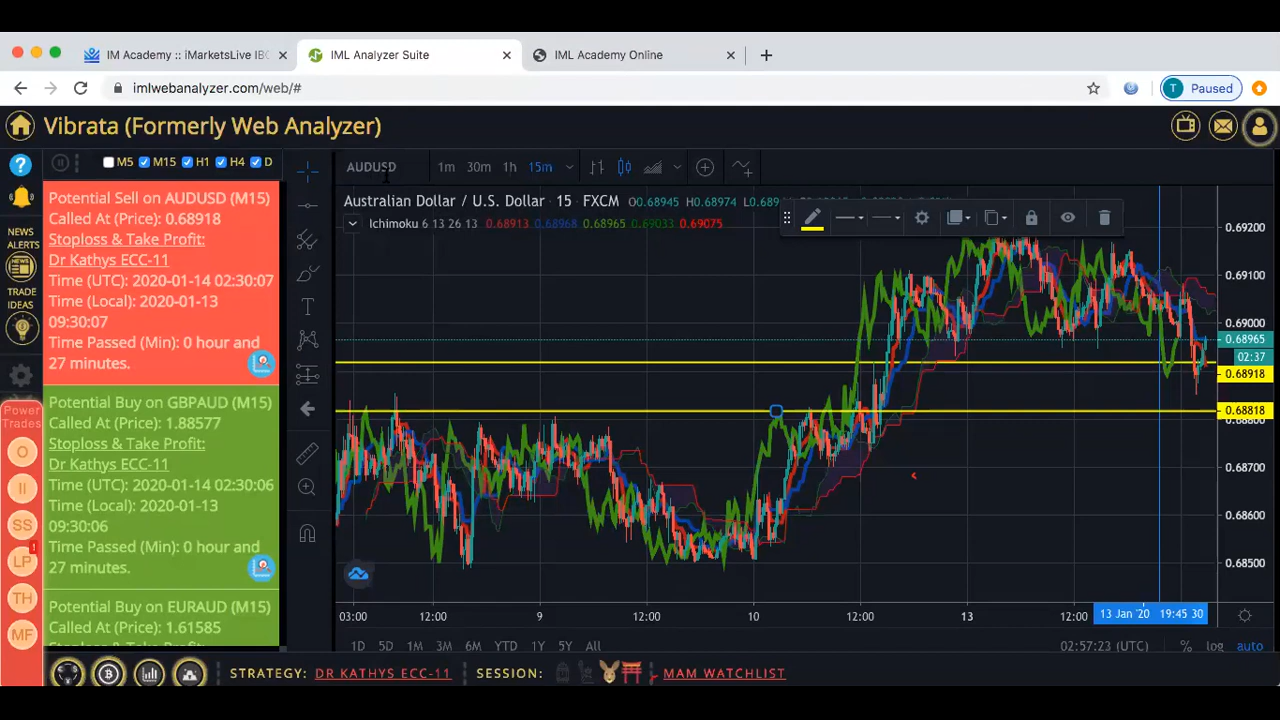 IM Academy :: iMarketsLive IBO
IML Analyzer Suite
IML Academy Online
imlwebanalyzer.com/web/#
T Paused
Vibrata (Formerly Web Analyzer)
M5 M15 H1 H4 D
AUDUSD 1m 30m 1h 15m
Australian Dollar / U.S. Dollar · 15 · FXCM O0.68945 H0.68974
Ichimoku 6 13 26 13 0.68913 0.68968 0.68965 0.69033 0.69075
Potential Sell on AUDUSD (M15)
Called At (Price): 0.68918
Stoploss & Take Profit:
Dr Kathys ECC-11
Time (UTC): 2020-01-14 02:30:07
Time (Local): 2020-01-13
09:30:07
Time Passed (Min): 0 hour and
27 minutes.
Potential Buy on GBPAUD (M15)
Called At (Price): 1.88577
Stoploss & Take Profit:
Dr Kathys ECC-11
Time (UTC): 2020-01-14 02:30:06
Time (Local): 2020-01-13
09:30:06
Time Passed (Min): 0 hour and
27 minutes.
Potential Buy on EURAUD (M15)
Called At (Price): 1.61585
NEWS
ALERTS
TRADE
IDEAS
Power
Trades
O
II
SS
LP 1
TH
MF
0.69200
0.69100
0.69000
0.68965
02:37
0.68918
0.68818
0.68800
0.68700
0.68600
0.68500
03:00 12:00 9 12:00 10 12:00 13 12:00 13 Jan '20 19:45 30
1D 5D 1M 3M 6M YTD 1Y 5Y All 02:57:23 (UTC) % log auto
STRATEGY: DR KATHYS ECC-11 SESSION: MAM WATCHLIST